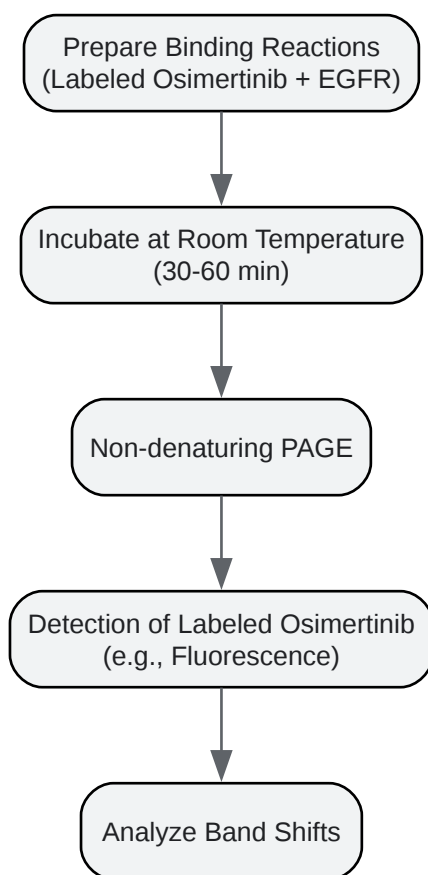 Prepare Binding Reactions
(Labeled Osimertinib + EGFR)
Incubate at Room Temperature
(30-60 min)
Non-denaturing PAGE
Detection of Labeled Osimertinib
(e.g., Fluorescence)
Analyze Band Shifts